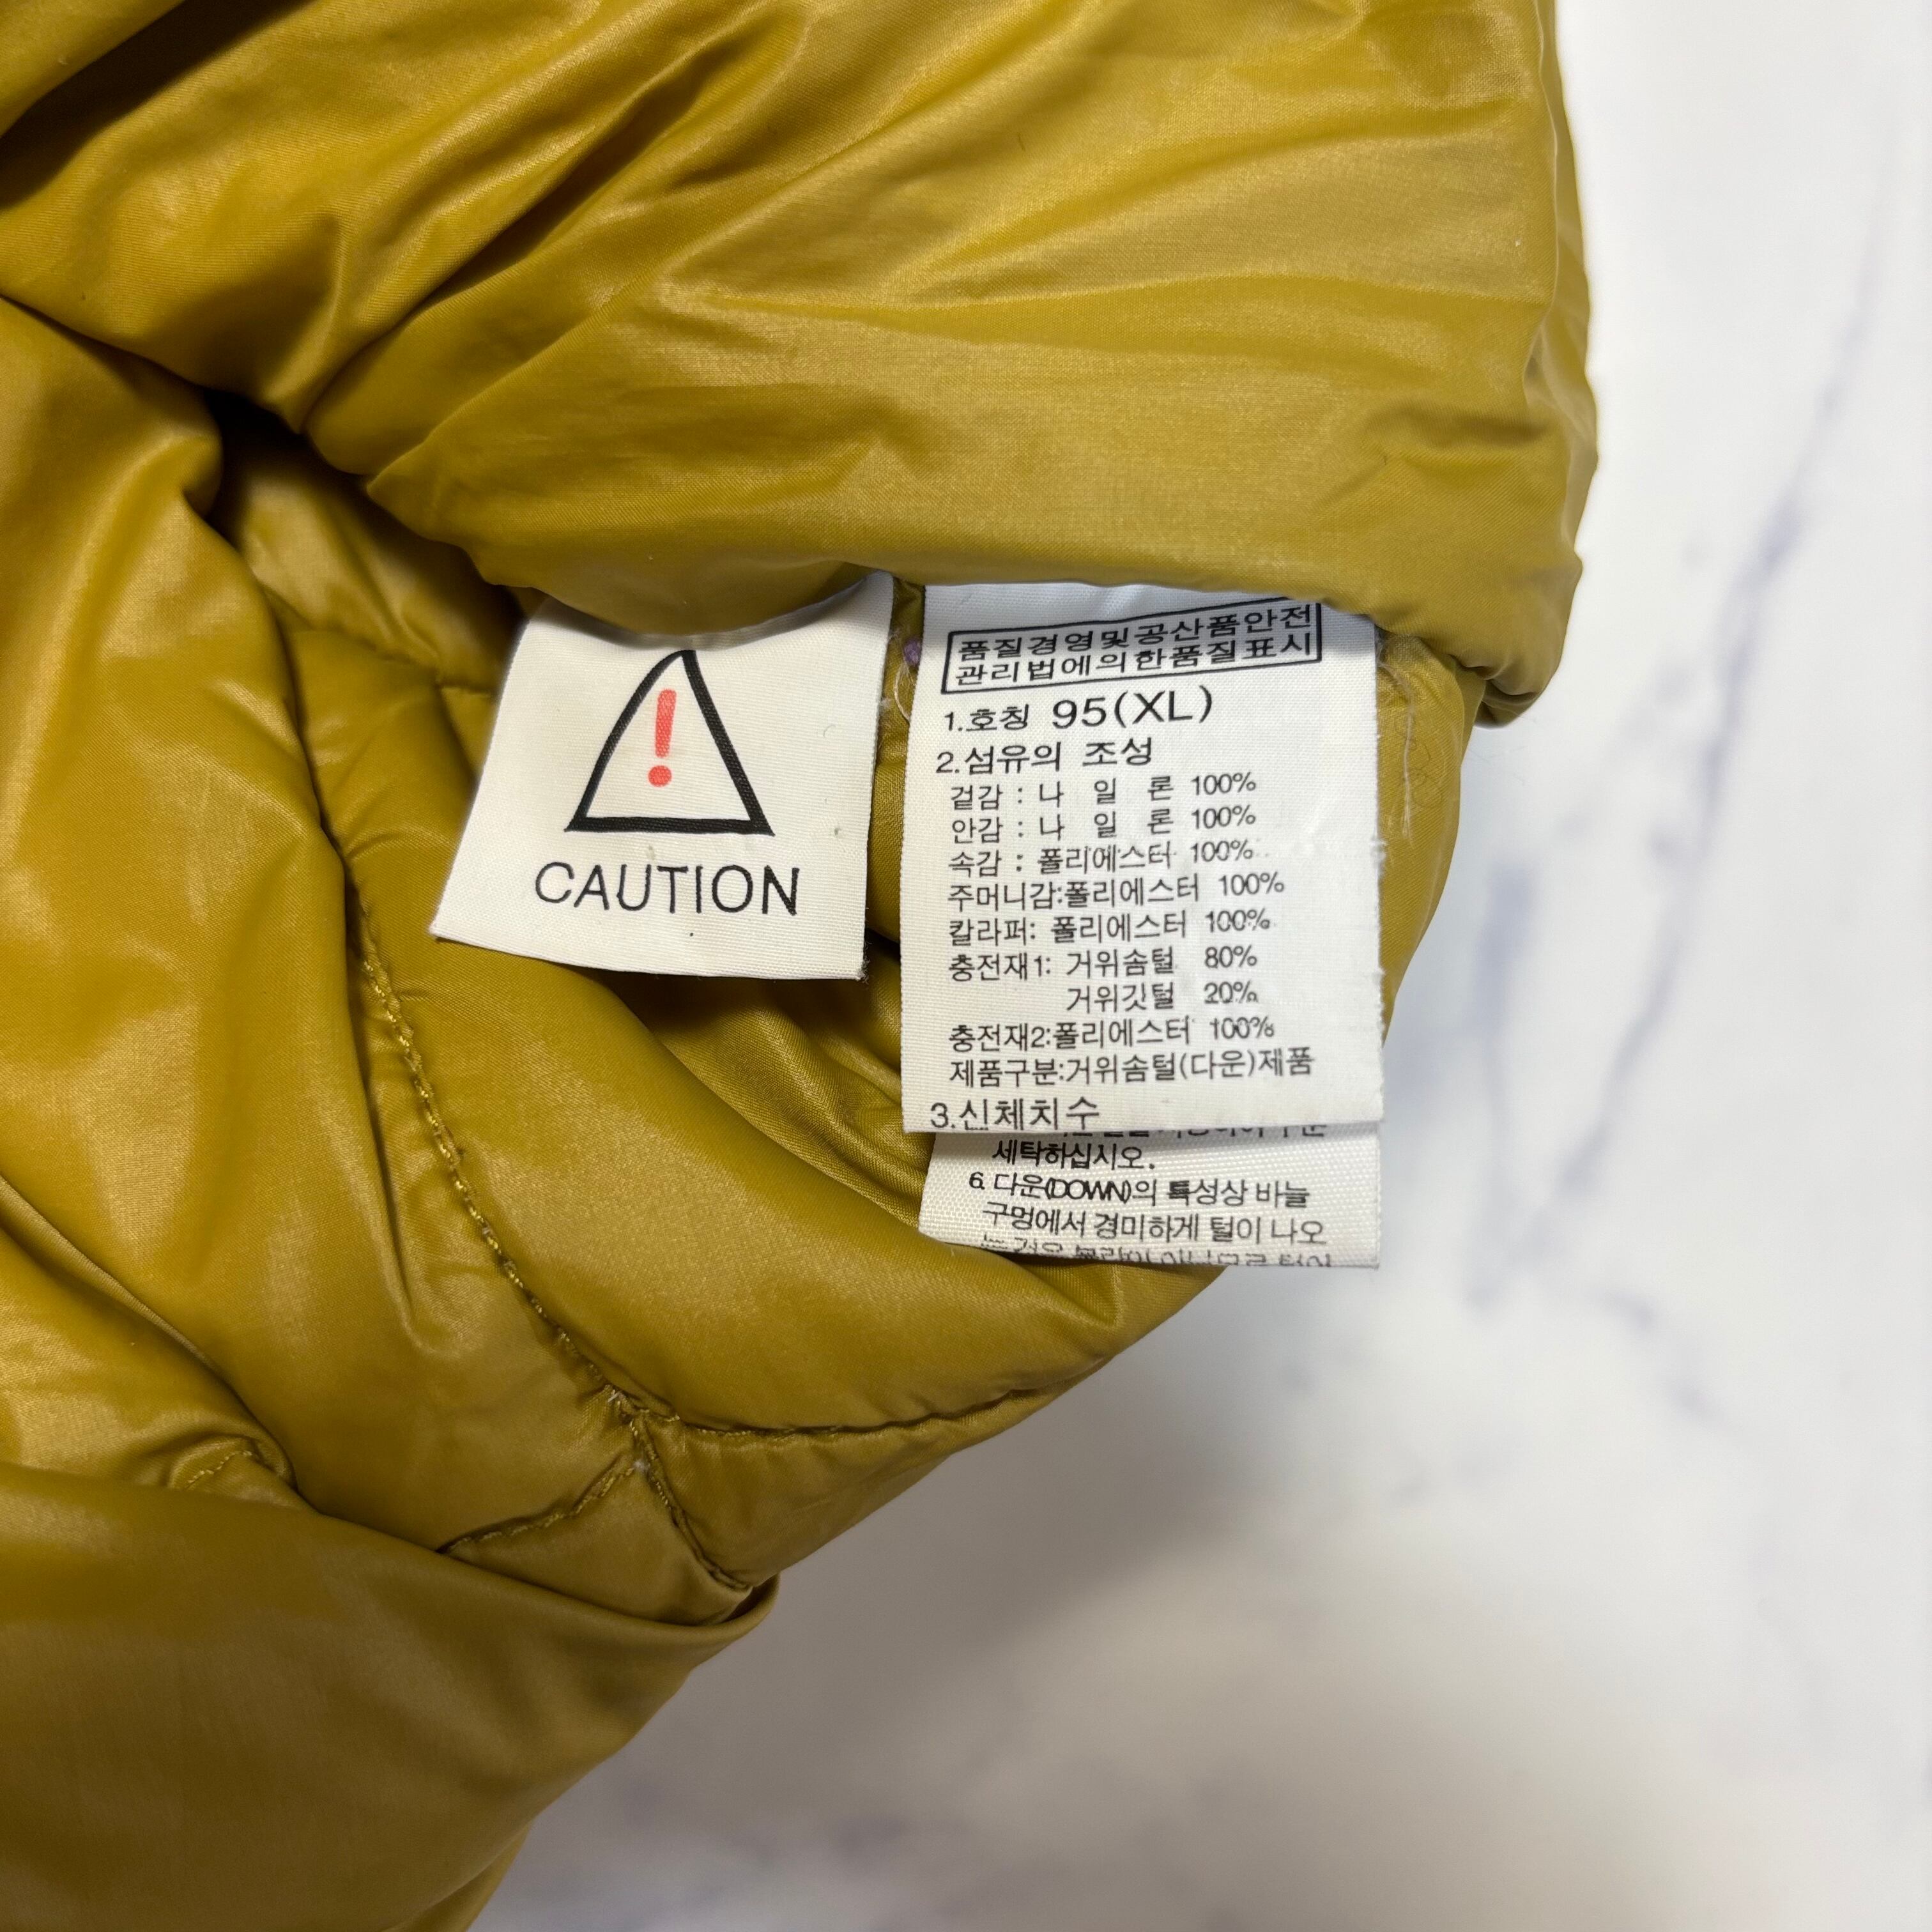 !
CAUTION
품질경영및공산품안전
관리법에의한품질표시
1.호칭 95(XL)
2.섬유의 조성
겉감 : 나 일 론 100%
안감 : 나 일 론 100%
속감 : 폴리에스터 100%
주머니감:폴리에스터 100%
칼라퍼: 폴리에스터 100%
충전재1: 거위솜털 80%
거위깃털 20%
충전재2:폴리에스터 100%
제품구분:거위솜털(다운)제품
3.신체치수
세탁하십시오.
6. 다운(DOWN)의 특성상 바늘
구멍에서 경미하게 털이 나오